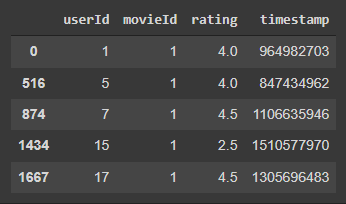 userId movieId rating timestamp
0 1 1 4.0 964982703
516 5 1 4.0 847434962
874 7 1 4.5 1106635946
1434 15 1 2.5 1510577970
1667 17 1 4.5 1305696483